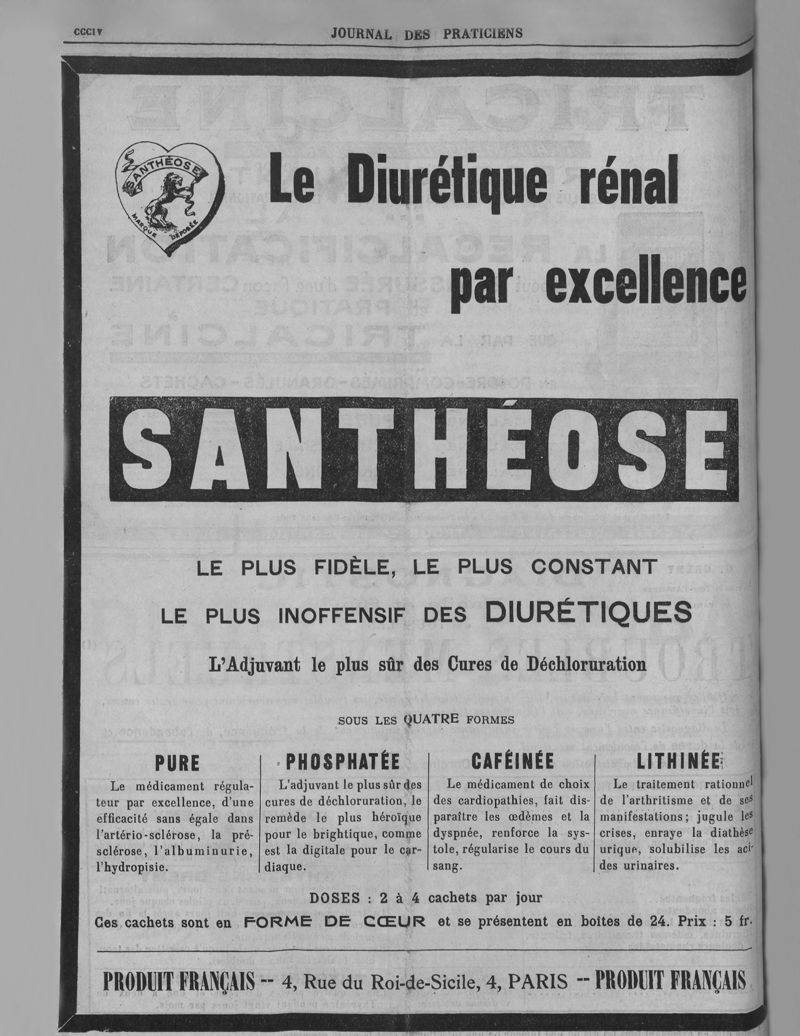 CCCIV
JOURNAL DES PRATICIENS
SANTHÉOSE
MARQUE DÉPOSÉE
Le Diurétique rénal
par excellence
SANTHÉOSE
LE PLUS FIDÈLE, LE PLUS CONSTANT
LE PLUS INOFFENSIF DES DIURÉTIQUES
L'Adjuvant le plus sûr des Cures de Déchloruration
SOUS LES QUATRE FORMES
PURE
Le médicament régula-
teur par excellence, d'une
efficacité sans égale dans
l'artério-sclérose, la pré-
sclérose, l'albuminurie,
l'hydropisie.
PHOSPHATÉE
L'adjuvant le plus sûr des
cures de déchloruration, le
remède le plus héroïque
pour le brightique, comme
est la digitale pour le car-
diaque.
CAFÉINÉE
Le médicament de choix
des cardiopathies, fait dis-
paraître les œdèmes et la
dyspnée, renforce la sys-
tole, régularise le cours du
sang.
LITHINÉE
Le traitement rationnel
de l'arthritisme et de ses
manifestations; jugule les
crises, enraye la diathèse
urique, solubilise les aci-
des urinaires.
DOSES : 2 à 4 cachets par jour
Ces cachets sont en FORME DE CŒUR et se présentent en boîtes de 24. Prix : 5 fr.
PRODUIT FRANÇAIS -- 4, Rue du Roi-de-Sicile, 4, PARIS -- PRODUIT FRANÇAIS